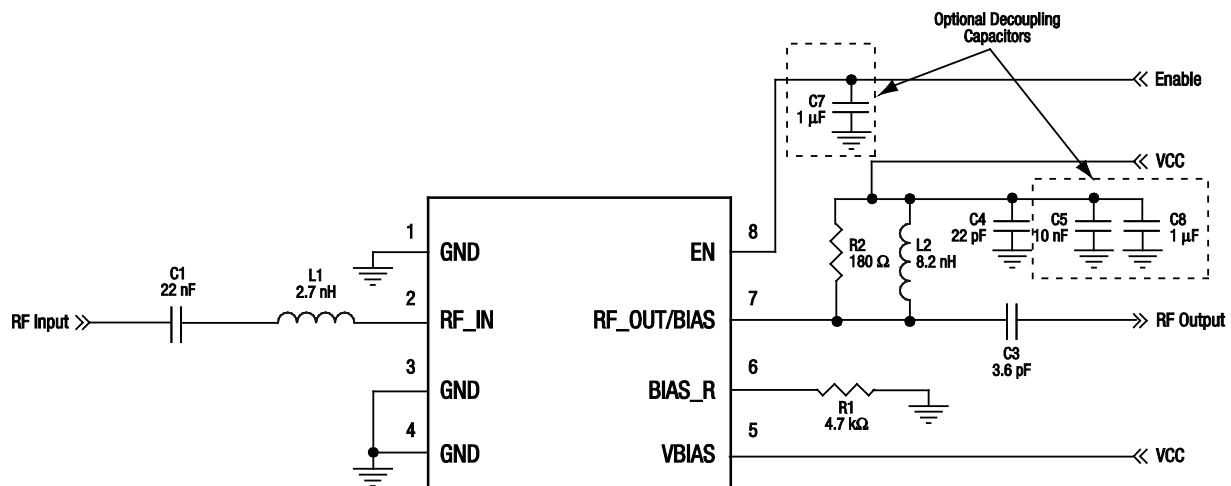 Optional Decoupling
Capacitors
Enable
C7
1 µF
VCC
1
GND
8
EN
R2
180 Ω
L2
8.2 nH
C4
22 pF
C5
10 nF
C8
1 µF
C1
22 nF
L1
2.7 nH
RF Input
2
RF_IN
7
RF_OUT/BIAS
RF Output
C3
3.6 pF
3
GND
6
BIAS_R
R1
4.7 kΩ
4
GND
5
VBIAS
VCC